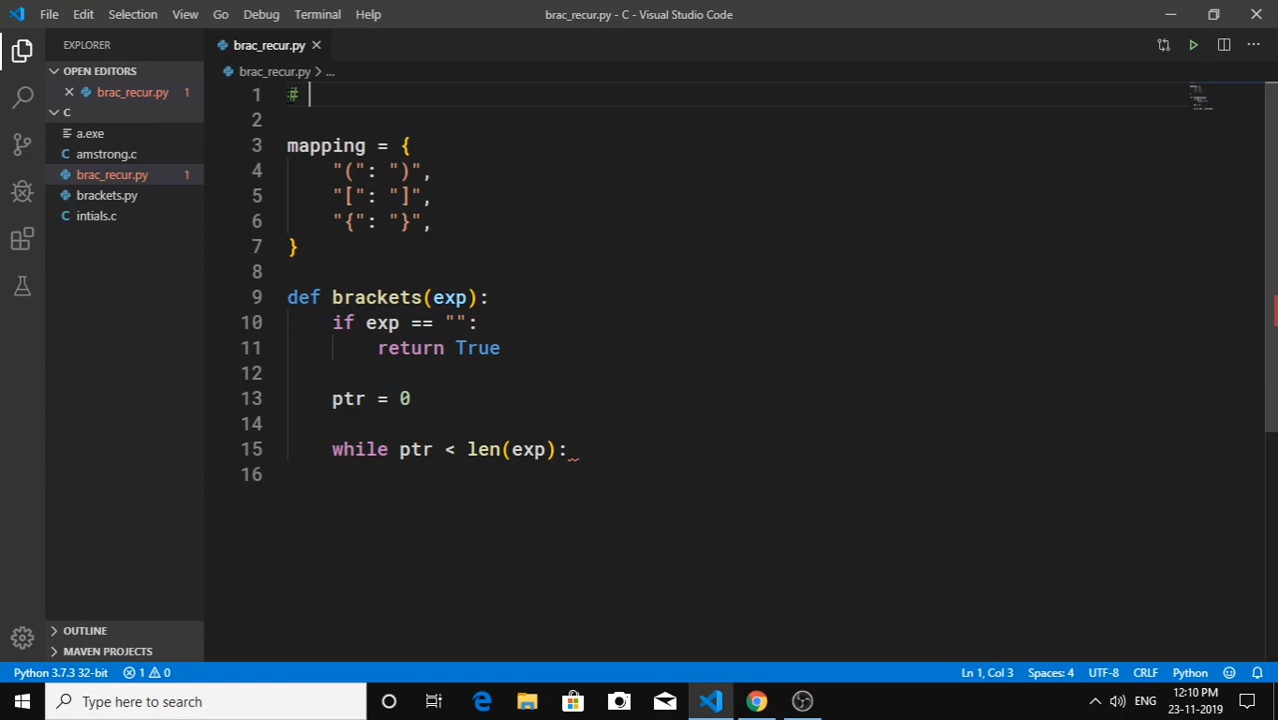 File Edit Selection View Go Debug Terminal Help brac_recur.py - C - Visual Studio Code
EXPLORER
brac_recur.py
OPEN EDITORS
brac_recur.py 1
C
a.exe
amstrong.c
brac_recur.py 1
brackets.py
intials.c
OUTLINE
MAVEN PROJECTS
brac_recur.py > ...
1 #
2
3 mapping = {
4 "(": ")",
5 "[": "]",
6 "{": "}",
7 }
8
9 def brackets(exp):
10 if exp == "":
11 return True
12
13 ptr = 0
14
15 while ptr < len(exp):
16
Python 3.7.3 32-bit 1 0 Ln 1, Col 3 Spaces: 4 UTF-8 CRLF Python
Type here to search
ENG
12:10 PM
23-11-2019